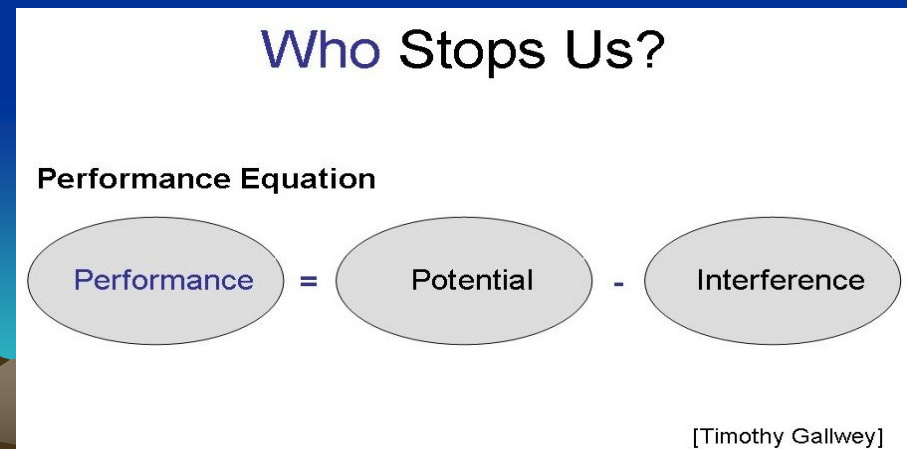 Who Stops Us?
Performance Equation
Performance = Potential - Interference
[Timothy Gallwey]